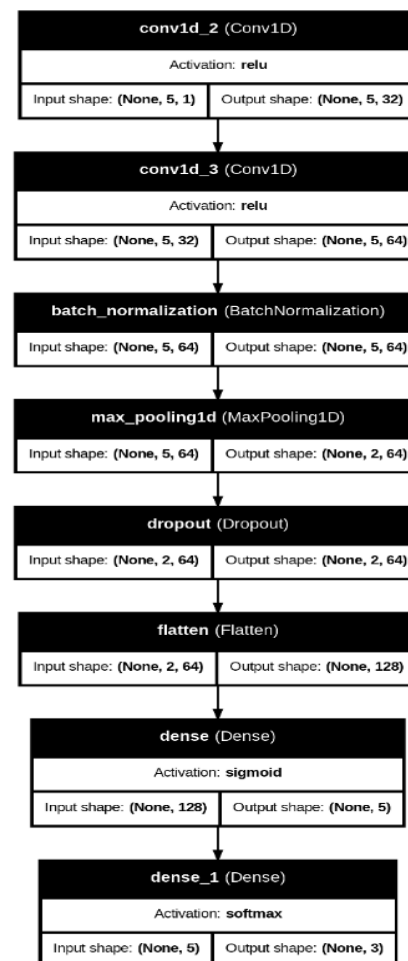 conv1d_2 (Conv1D)
Activation: relu
Input shape: (None, 5, 1) Output shape: (None, 5, 32)
conv1d_3 (Conv1D)
Activation: relu
Input shape: (None, 5, 32) Output shape: (None, 5, 64)
batch_normalization (BatchNormalization)
Input shape: (None, 5, 64) Output shape: (None, 5, 64)
max_pooling1d (MaxPooling1D)
Input shape: (None, 5, 64) Output shape: (None, 2, 64)
dropout (Dropout)
Input shape: (None, 2, 64) Output shape: (None, 2, 64)
flatten (Flatten)
Input shape: (None, 2, 64) Output shape: (None, 128)
dense (Dense)
Activation: sigmoid
Input shape: (None, 128) Output shape: (None, 5)
dense_1 (Dense)
Activation: softmax
Input shape: (None, 5) Output shape: (None, 3)